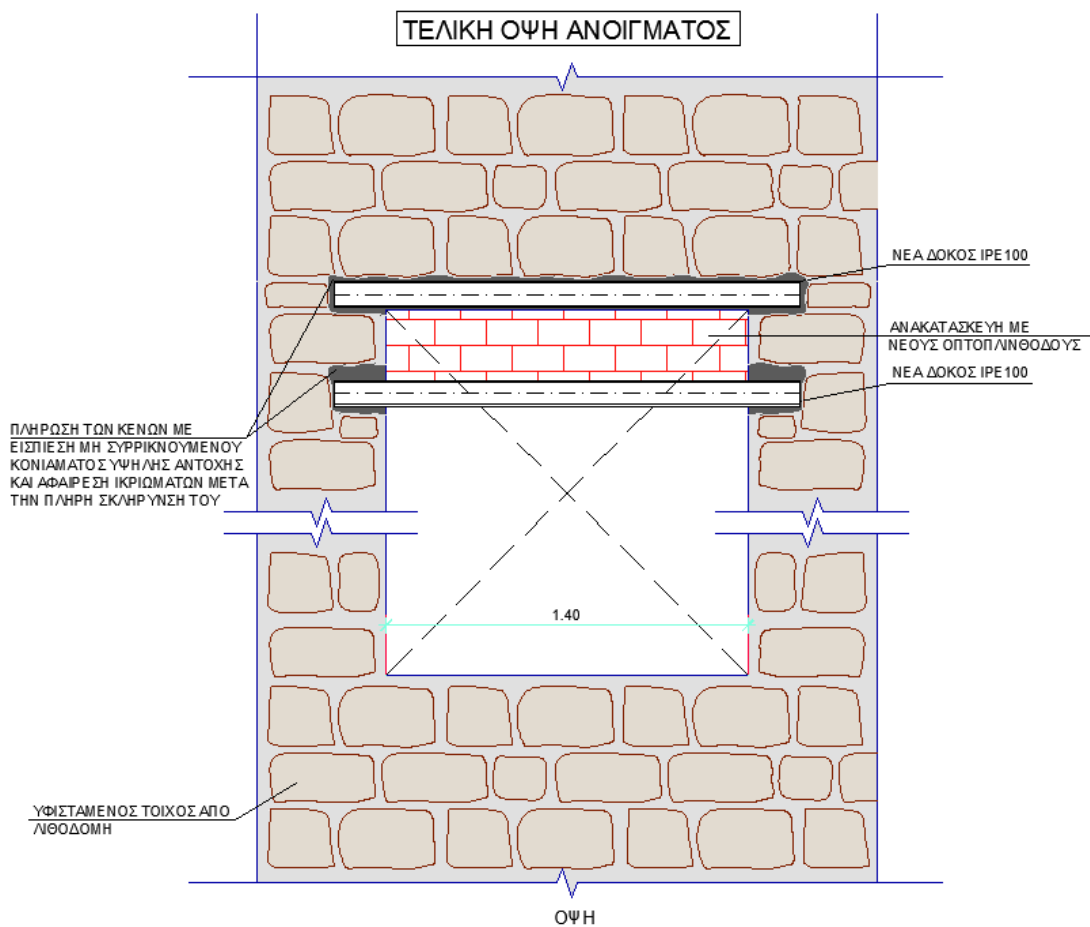 ΤΕΛΙΚΗ ΟΨΗ ΑΝΟΙΓΜΑΤΟΣ
ΝΕΑ ΔΟΚΟΣ IPE100
ΑΝΑΚΑΤΑΣΚΕΥΗ ΜΕ
ΝΕΟΥΣ ΟΠΤΟΠΛΙΝΘΟΔΟΥΣ
ΝΕΑ ΔΟΚΟΣ IPE100
ΠΛΗΡΩΣΗ ΤΩΝ ΚΕΝΩΝ ΜΕ
ΕΙΣΠΙΕΣΗ ΜΗ ΣΥΡΡΙΚΝΟΥΜΕΝΟΥ
ΚΟΝΙΑΜΑΤΟΣ ΥΨΗΛΗΣ ΑΝΤΟΧΗΣ
ΚΑΙ ΑΦΑΙΡΕΣΗ ΙΚΡΙΩΜΑΤΩΝ ΜΕΤΑ
ΤΗΝ ΠΛΗΡΗ ΣΚΛΗΡΥΝΣΗ ΤΟΥ
1.40
ΥΦΙΣΤΑΜΕΝΟΣ ΤΟΙΧΟΣ ΑΠΟ
ΛΙΘΟΔΟΜΗ
ΟΨΗ